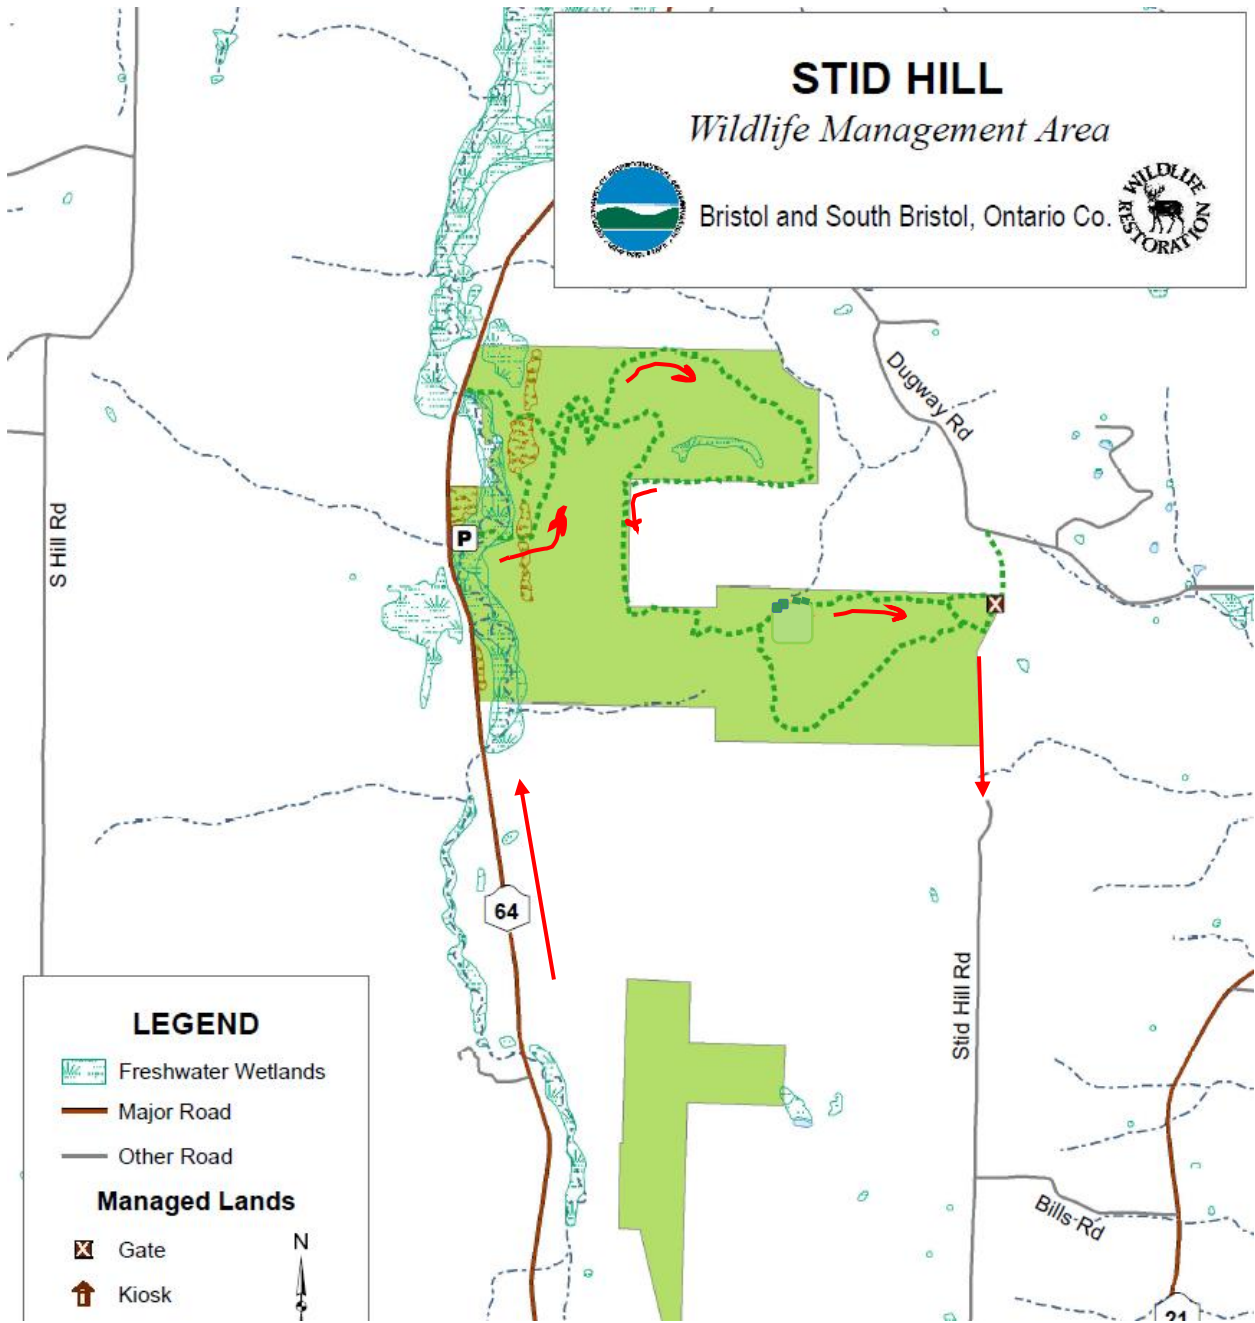 STID HILL
Wildlife Management Area
Bristol and South Bristol, Ontario Co.
WILDLIFE
RESTORATION
Dugway Rd
S Hill Rd
P
64
Stid Hill Rd
Bills Rd
21
LEGEND
Freshwater Wetlands
Major Road
Other Road
Managed Lands
Gate
Kiosk
N